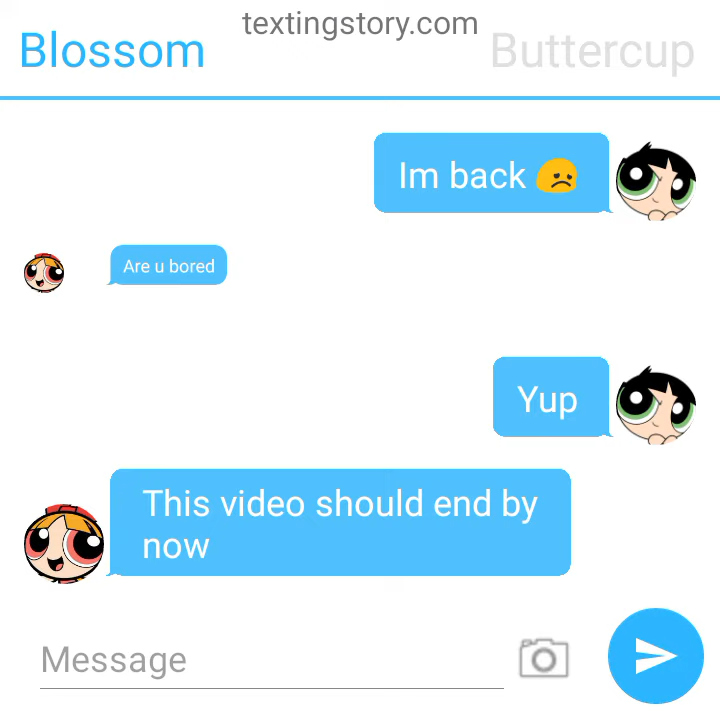 textingstory.com
Blossom
Buttercup
Im back 😞
Are u bored
Yup
This video should end by
now
Message